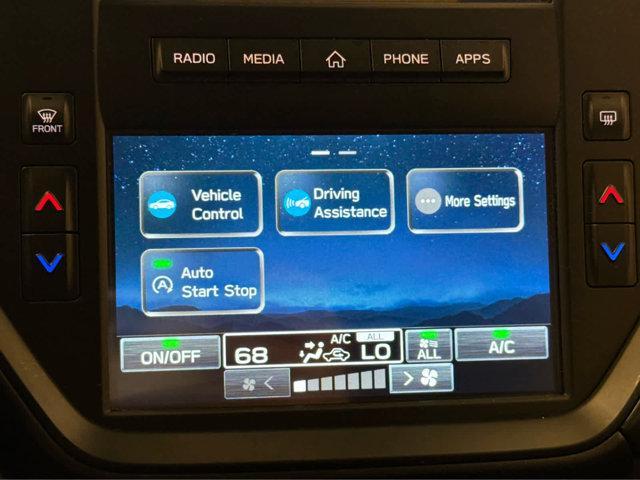 RADIO MEDIA PHONE APPS
FRONT
Vehicle
Control
Driving
Assistance
More Settings
A
Auto
Start Stop
ON/OFF
68
A/C
ALL
LO
ALL
A/C